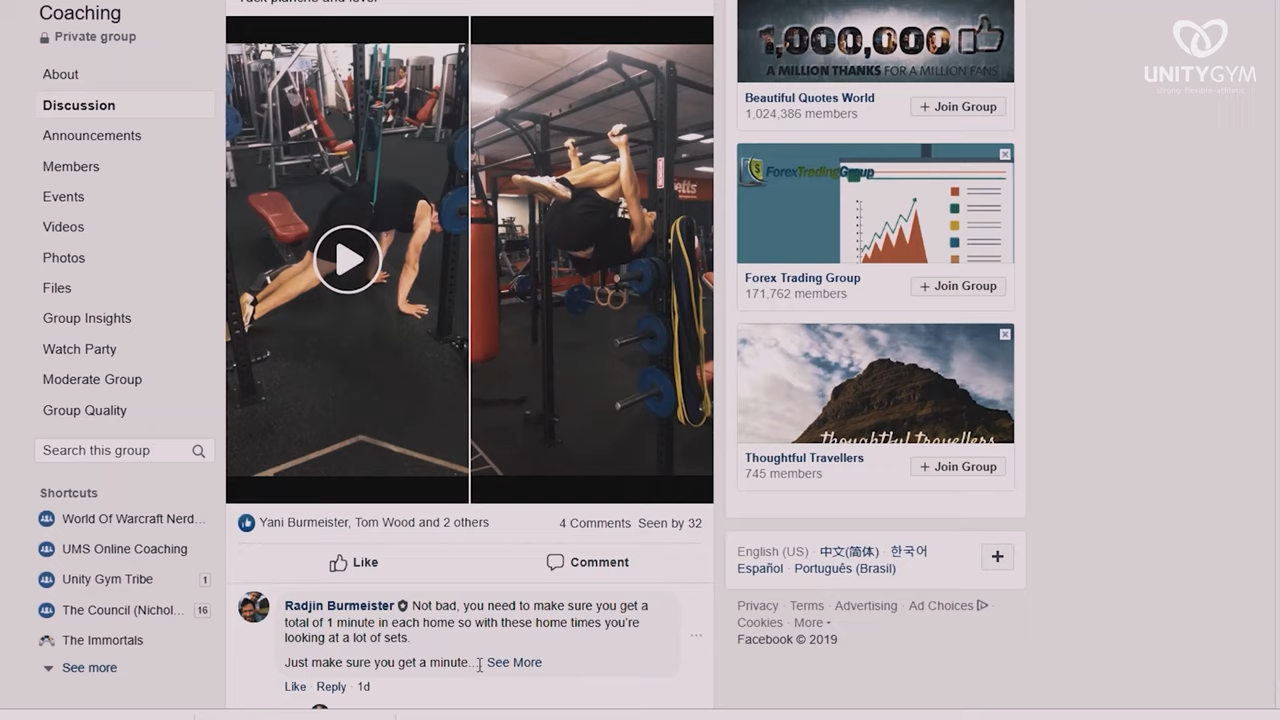 Coaching
Private group
About
Discussion
Announcements
Members
Events
Videos
Photos
Files
Group Insights
Watch Party
Moderate Group
Group Quality
Search this group
Shortcuts
World Of Warcraft Nerd...
UMS Online Coaching
Unity Gym Tribe 1
The Council (Nichol... 16
The Immortals
See more
Yani Burmeister, Tom Wood and 2 others
4 Comments Seen by 32
Like
Comment
Radjin Burmeister Not bad, you need to make sure you get a
total of 1 minute in each home so with these home times you're
looking at a lot of sets.
Just make sure you get a minute... See More
Like · Reply · 1d
1,000,000
A MILLION THANKS FOR A MILLION FANS
Beautiful Quotes World
1,024,386 members
+ Join Group
ForexTradingGroup
Forex Trading Group
171,762 members
+ Join Group
thoughtful travellers
Thoughtful Travellers
745 members
+ Join Group
English (US) · 中文(简体) · 한국어 ·
Español · Português (Brasil)
Privacy · Terms · Advertising · Ad Choices ·
Cookies · More
Facebook © 2019
UNITYGYM
strong · flexible · athletic